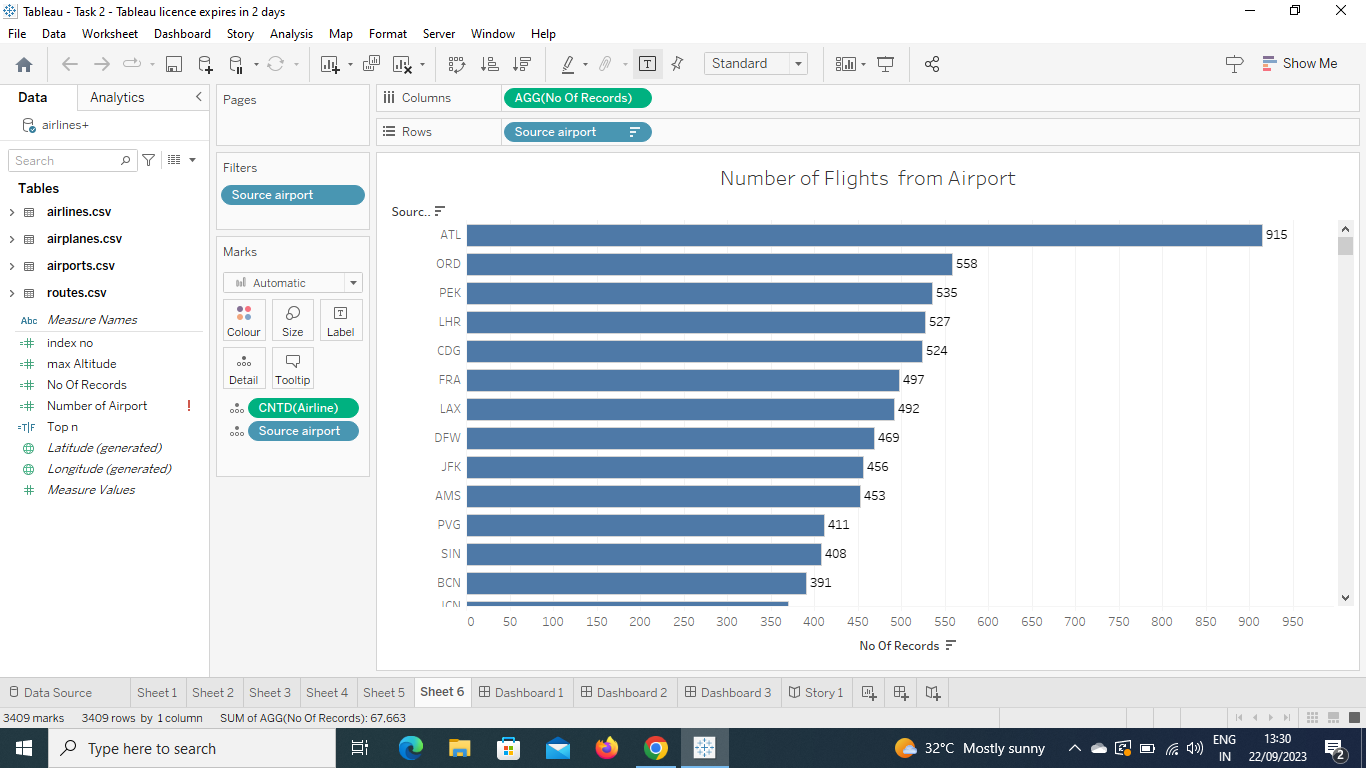 Tableau - Task 2 - Tableau licence expires in 2 days
File Data Worksheet Dashboard Story Analysis Map Format Server Window Help
Standard
Show Me
Data Analytics
airlines+
Search
Tables
airlines.csv
airplanes.csv
airports.csv
routes.csv
Abc Measure Names
index no
max Altitude
No Of Records
Number of Airport !
T|F Top n
Latitude (generated)
Longitude (generated)
Measure Values
Pages
Filters
Source airport
Marks
Automatic
Colour Size Label
Detail Tooltip
CNTD(Airline)
Source airport
Columns AGG(No Of Records)
Rows Source airport
Number of Flights from Airport
Sourc..
ATL 915
ORD 558
PEK 535
LHR 527
CDG 524
FRA 497
LAX 492
DFW 469
JFK 456
AMS 453
PVG 411
SIN 408
BCN 391
0 50 100 150 200 250 300 350 400 450 500 550 600 650 700 750 800 850 900 950
No Of Records
Data Source Sheet 1 Sheet 2 Sheet 3 Sheet 4 Sheet 5 Sheet 6 Dashboard 1 Dashboard 2 Dashboard 3 Story 1
3409 marks 3409 rows by 1 column SUM of AGG(No Of Records): 67,663
Type here to search
32°C Mostly sunny
ENG
IN
13:30
22/09/2023
2